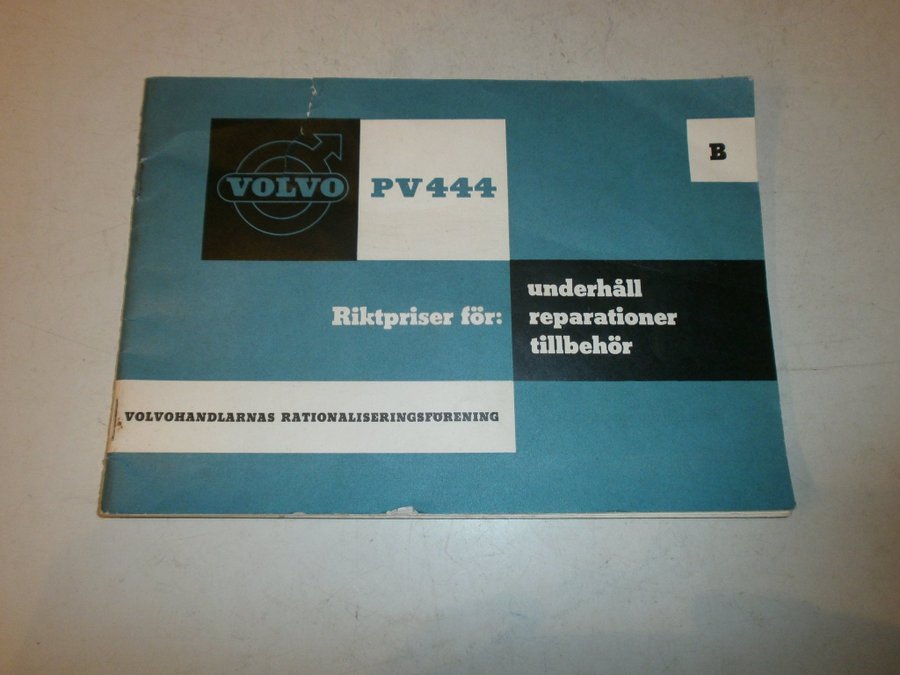 VOLVO
PV444
B
Riktpriser för:
underhåll
reparationer
tillbehör
VOLVOHANDLARNAS RATIONALISERINGSFÖRENING